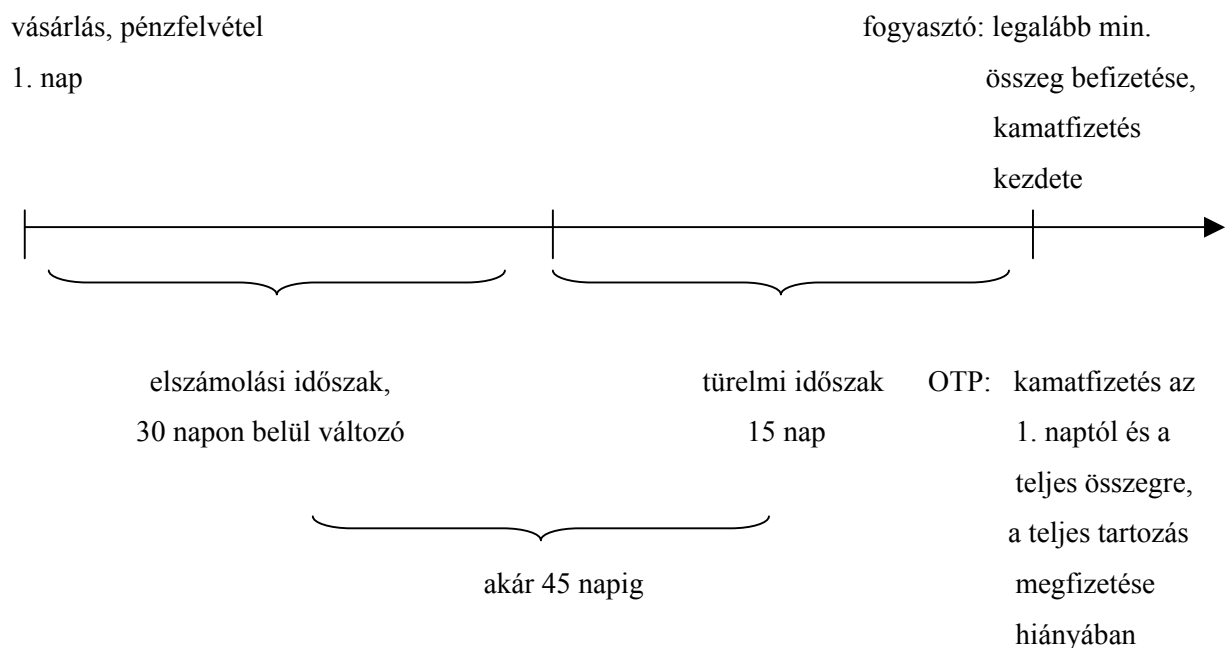 vásárlás, pénzfelvétel
1. nap
fogyasztó: legalább min.
összeg befizetése,
kamatfizetés
kezdete
elszámolási időszak,
30 napon belül változó
türelmi időszak
15 nap
akár 45 napig
OTP: kamatfizetés az
1. naptól és a
teljes összegre,
a teljes tartozás
megfizetése
hiányában